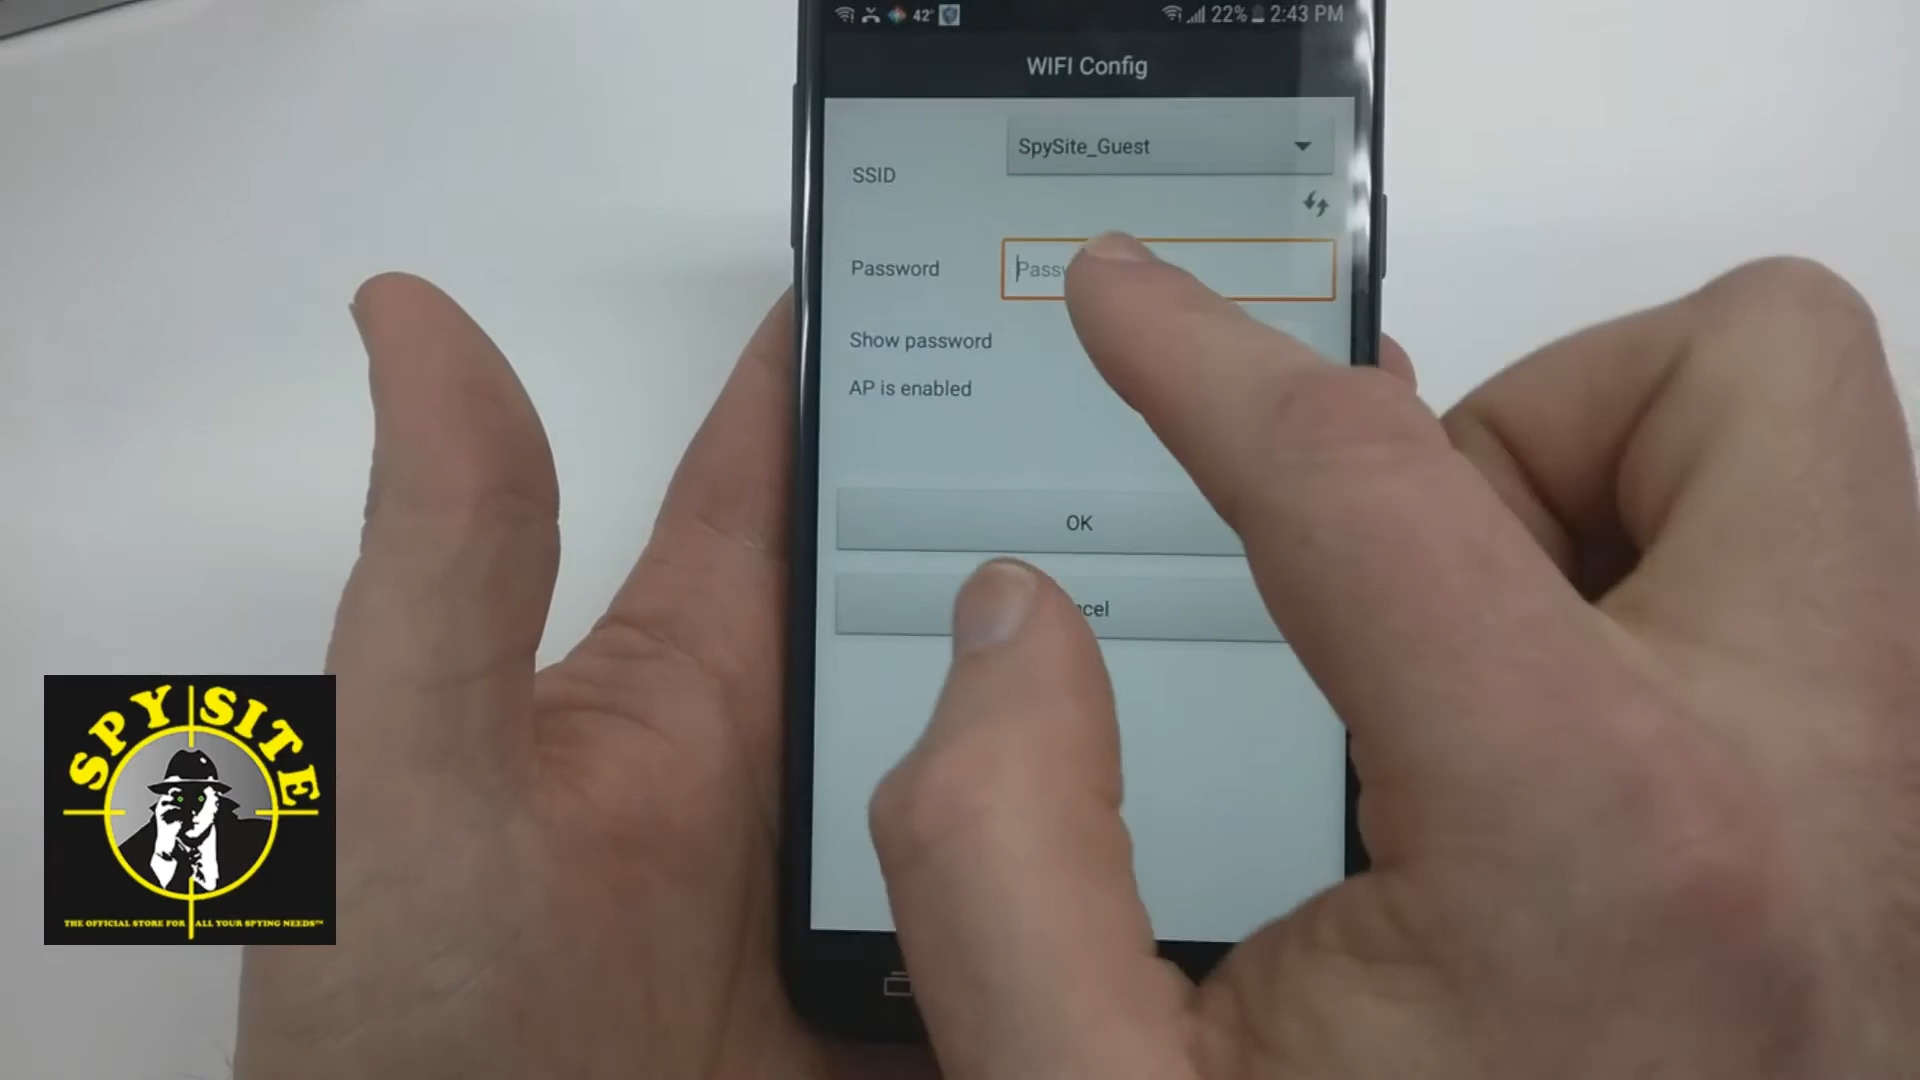 42°
22% 2:43 PM
WIFI Config
SpySite_Guest
SSID
Password
Show password
AP is enabled
OK
SPY SITE
THE OFFICIAL STORE FOR ALL YOUR SPYING NEEDS™